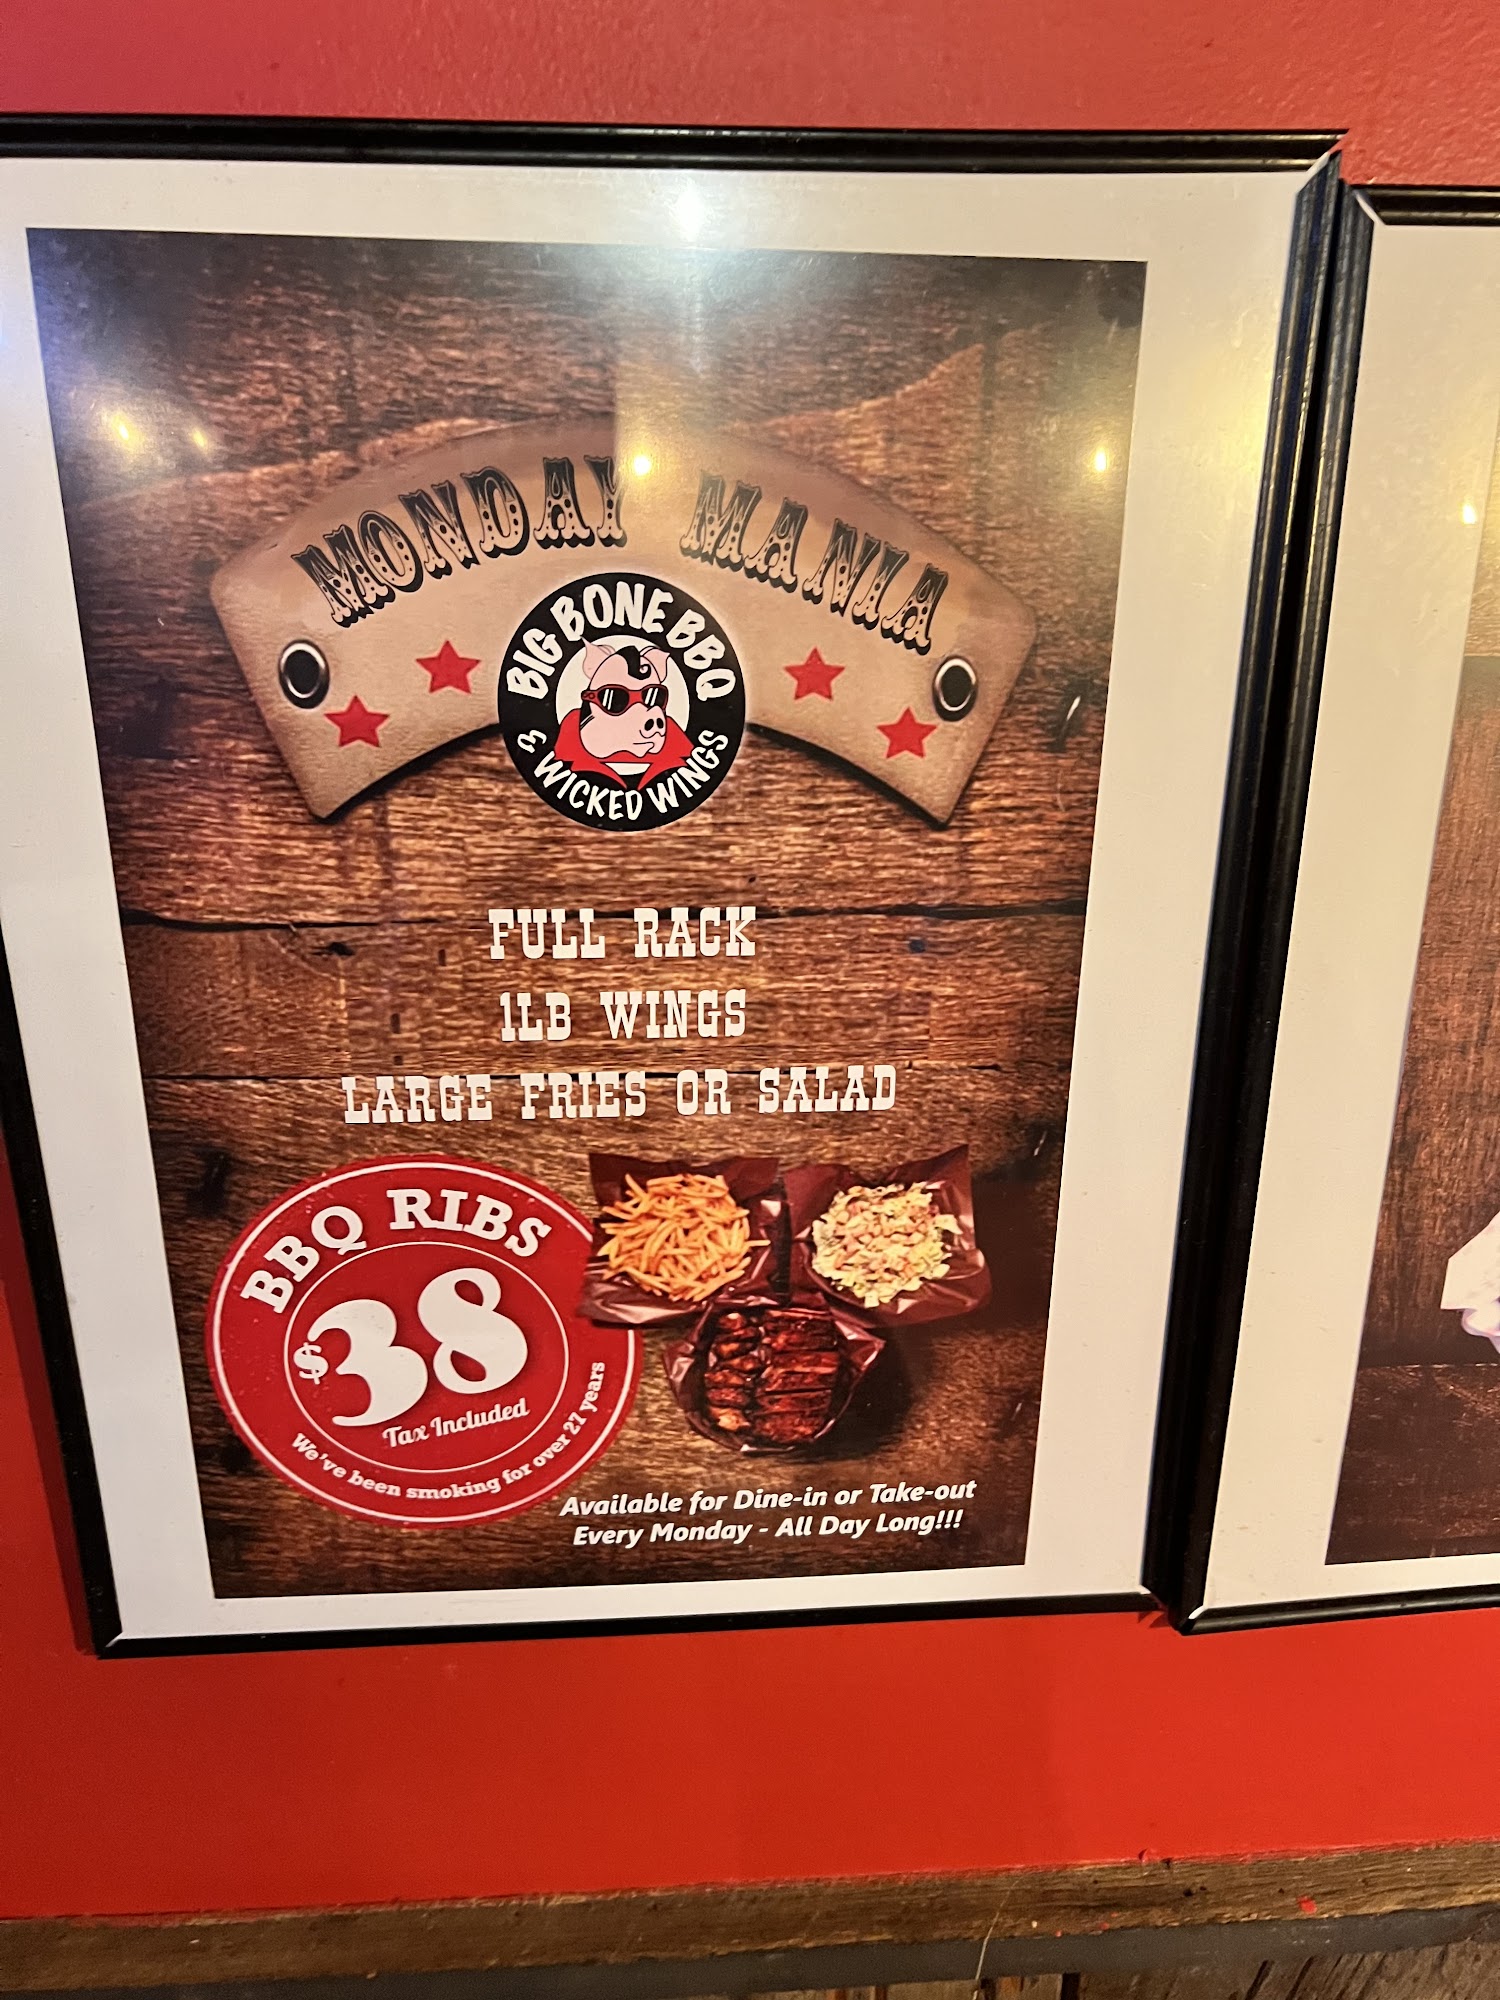 MONDAY MANIA
BIG BONE BBQ
& WICKED WINGS
FULL RACK
1LB WINGS
LARGE FRIES OR SALAD
BBQ RIBS
$38
Tax Included
We've been smoking for over 27 years
Available for Dine-in or Take-out
Every Monday - All Day Long!!!